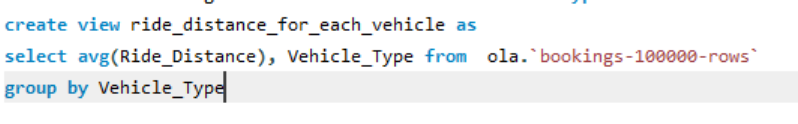 create view ride_distance_for_each_vehicle as
select avg(Ride_Distance), Vehicle_Type from  ola.`bookings-100000-rows`
group by Vehicle_Type